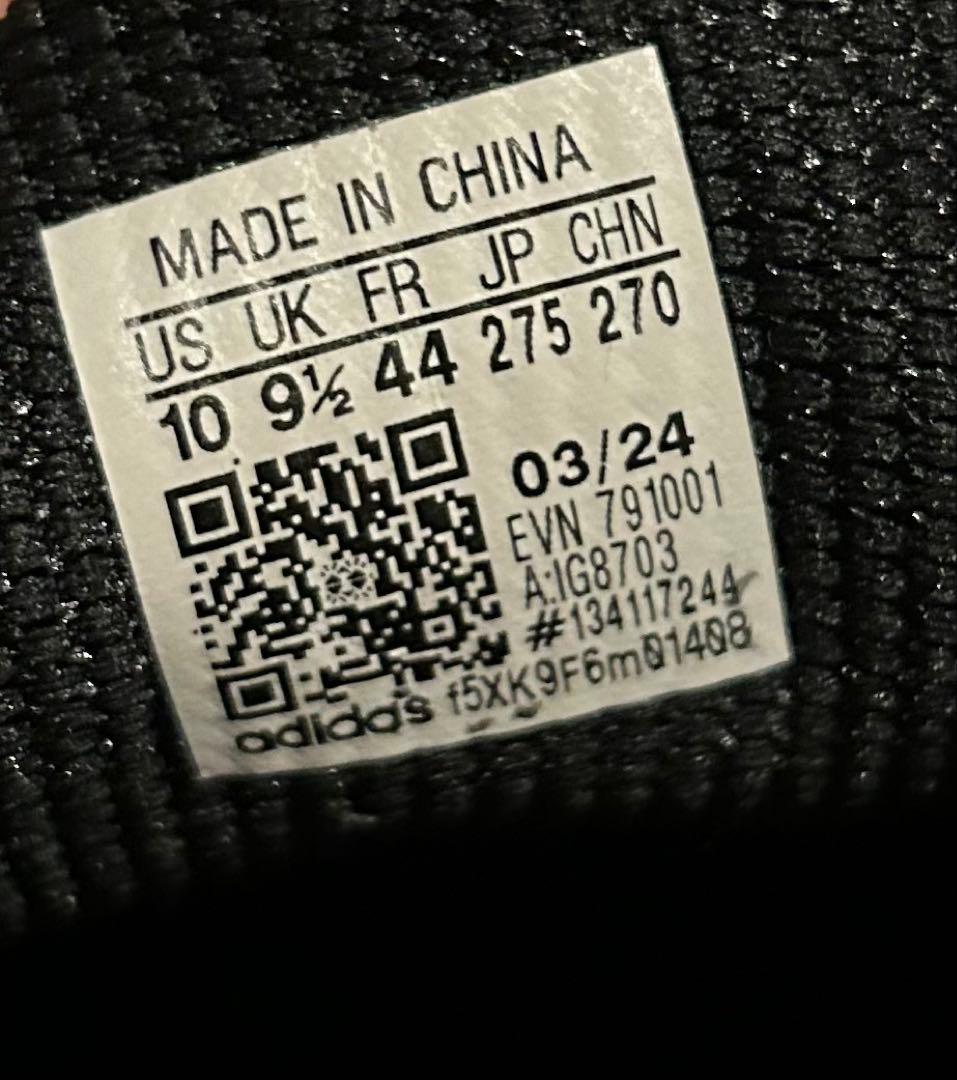 MADE IN CHINA
US UK FR JP CHN
10 9½ 44 275 270
03/24
EVN 791001
A:IG8703
#134117244
adidas f5XK9F6m01408